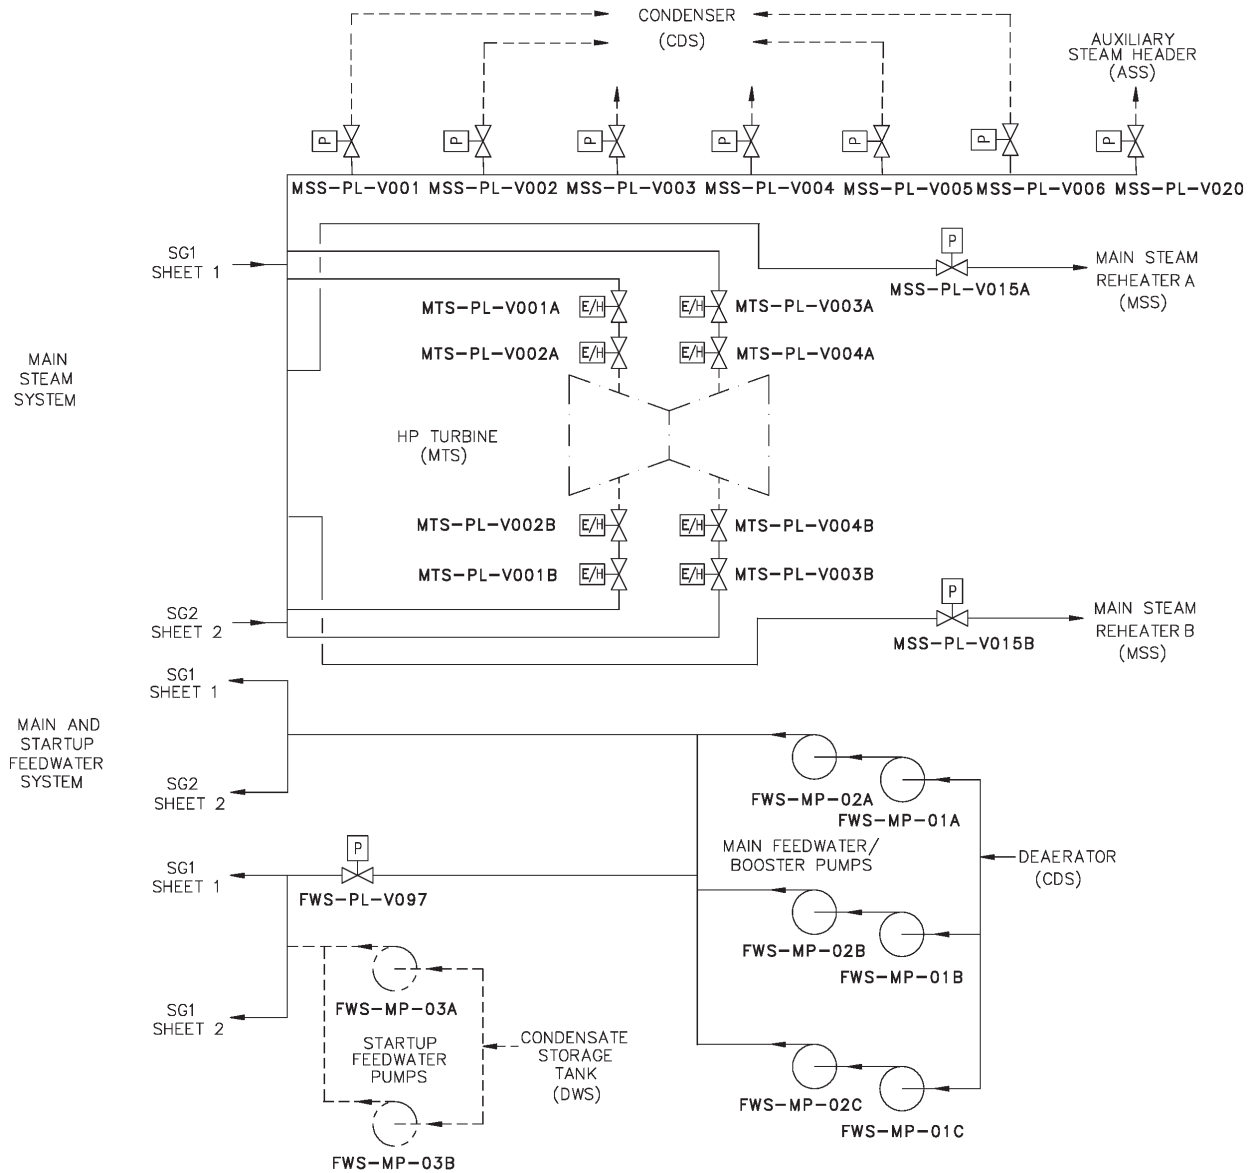 CONDENSER
(CDS)
AUXILIARY
STEAM HEADER
(ASS)
P
P
P
P
P
P
P
MSS-PL-V001
MSS-PL-V002
MSS-PL-V003
MSS-PL-V004
MSS-PL-V005
MSS-PL-V006
MSS-PL-V020
SG1
SHEET 1
P
MSS-PL-V015A
MAIN STEAM
REHEATER A
(MSS)
E/H
MTS-PL-V001A
E/H
MTS-PL-V003A
E/H
MTS-PL-V002A
E/H
MTS-PL-V004A
MAIN
STEAM
SYSTEM
HP TURBINE
(MTS)
MTS-PL-V002B
E/H
E/H
MTS-PL-V004B
MTS-PL-V001B
E/H
E/H
MTS-PL-V003B
SG2
SHEET 2
P
MSS-PL-V015B
MAIN STEAM
REHEATER B
(MSS)
SG1
SHEET 1
MAIN AND
STARTUP
FEEDWATER
SYSTEM
SG2
SHEET 2
FWS-MP-02A
FWS-MP-01A
MAIN FEEDWATER/
BOOSTER PUMPS
DEAERATOR
(CDS)
SG1
SHEET 1
P
FWS-PL-V097
FWS-MP-02B
FWS-MP-01B
FWS-MP-03A
SG1
SHEET 2
STARTUP
FEEDWATER
PUMPS
CONDENSATE
STORAGE
TANK
(DWS)
FWS-MP-02C
FWS-MP-01C
FWS-MP-03B